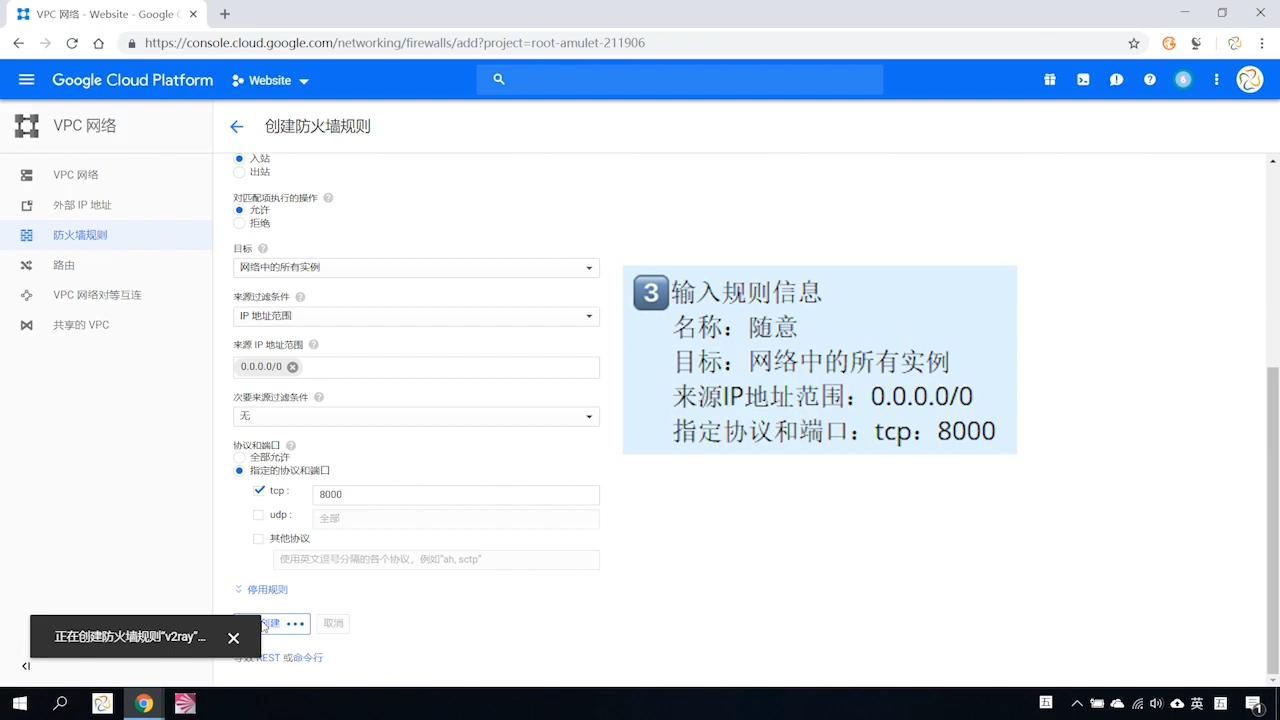 VPC 网络 - Website - Google C
https://console.cloud.google.com/networking/firewalls/add?project=root-amulet-211906
Google Cloud Platform
Website
6
VPC 网络
创建防火墙规则
VPC 网络
外部 IP 地址
防火墙规则
路由
VPC 网络对等互连
共享的 VPC
入站
出站
对匹配项执行的操作
允许
拒绝
目标
网络中的所有实例
来源过滤条件
IP 地址范围
来源 IP 地址范围
0.0.0.0/0
次要来源过滤条件
无
协议和端口
全部允许
指定的协议和端口
tcp :
8000
udp :
全部
其他协议
使用英文逗号分隔的各个协议，例如"ah, sctp"
停用规则
创建
取消
正在创建防火墙规则"v2ray"...
等效 REST 或命令行
3 输入规则信息
名称：随意
目标：网络中的所有实例
来源IP地址范围：0.0.0.0/0
指定协议和端口：tcp：8000
五
英
五
1